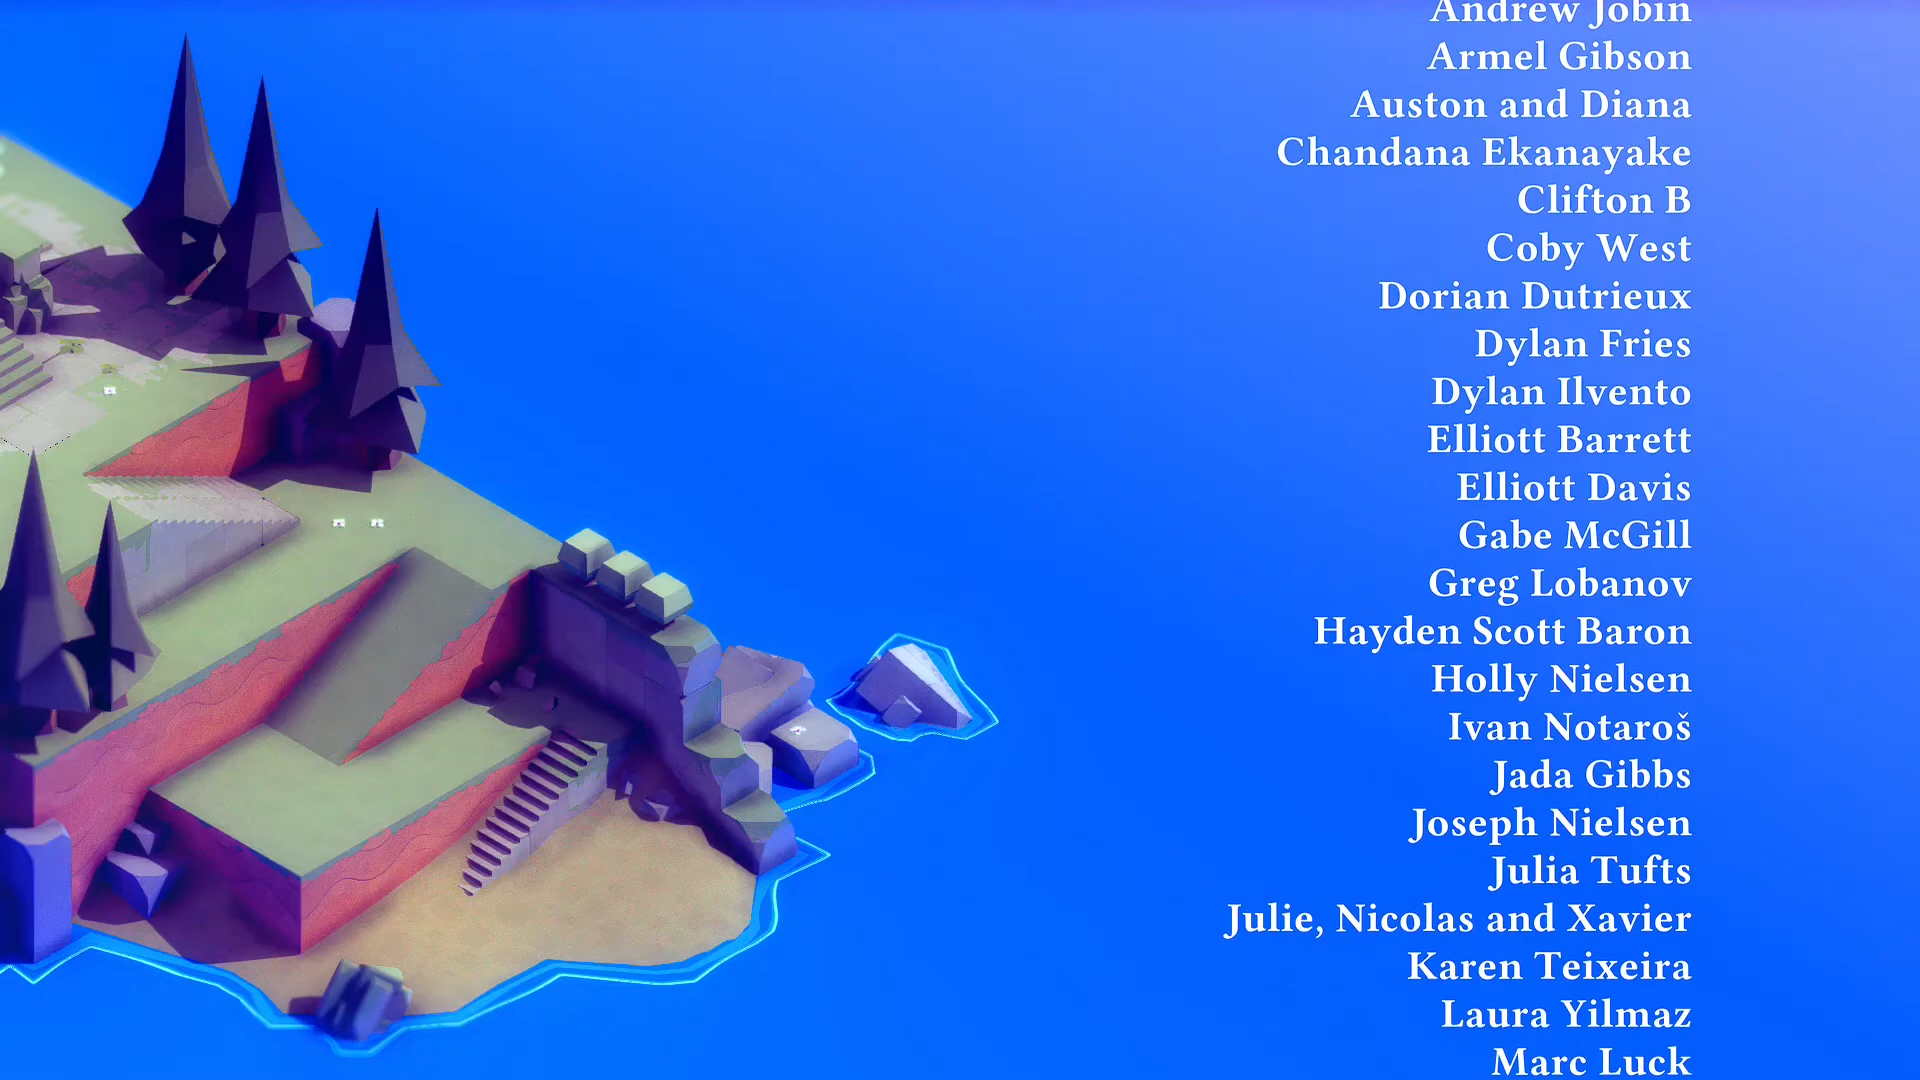 Andrew Jobin
Armel Gibson
Auston and Diana
Chandana Ekanayake
Clifton B
Coby West
Dorian Dutrieux
Dylan Fries
Dylan Ilvento
Elliott Barrett
Elliott Davis
Gabe McGill
Greg Lobanov
Hayden Scott Baron
Holly Nielsen
Ivan Notaroš
Jada Gibbs
Joseph Nielsen
Julia Tufts
Julie, Nicolas and Xavier
Karen Teixeira
Laura Yilmaz
Marc Luck